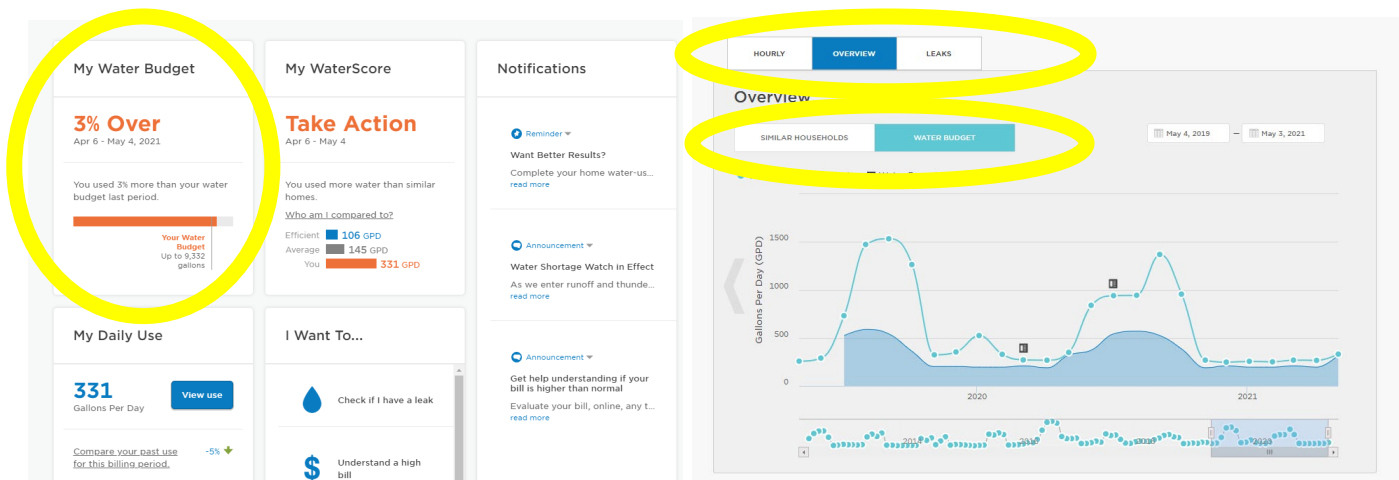 My Water Budget
3% Over
Apr 6 - May 4, 2021
You used 3% more than your water
budget last period.
Your Water
Budget
Up to 9,332
gallons
My WaterScore
Take Action
Apr 6 - May 4
You used more water than similar
homes.
Who am I compared to?
Efficient 106 GPD
Average 145 GPD
You 331 GPD
Notifications
Reminder
Want Better Results?
Complete your home water-us...
read more
Announcement
Water Shortage Watch in Effect
As we enter runoff and thunde...
read more
Announcement
Get help understanding if your
bill is higher than normal
Evaluate your bill, online, any t...
read more
My Daily Use
331
Gallons Per Day
View use
Compare your past use
for this billing period.
-5%
I Want To...
Check if I have a leak
Understand a high
bill
HOURLY OVERVIEW LEAKS
Overview
SIMILAR HOUSEHOLDS WATER BUDGET
May 4, 2019 – May 3, 2021
Gallons Per Day (GPD)
1500
1000
500
0
2020 2021
2014 2016 2018 2020